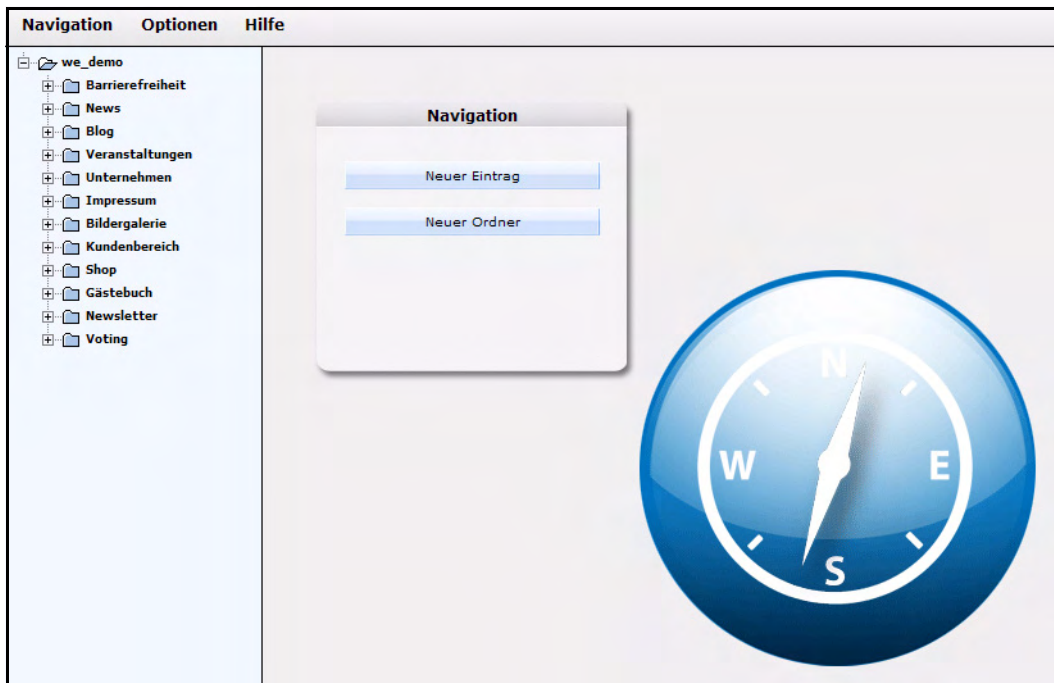 Navigation Optionen Hilfe
we_demo
Barrierefreiheit
News
Blog
Veranstaltungen
Unternehmen
Impressum
Bildergalerie
Kundenbereich
Shop
Gästebuch
Newsletter
Voting
Navigation
Neuer Eintrag
Neuer Ordner
N
W E
S